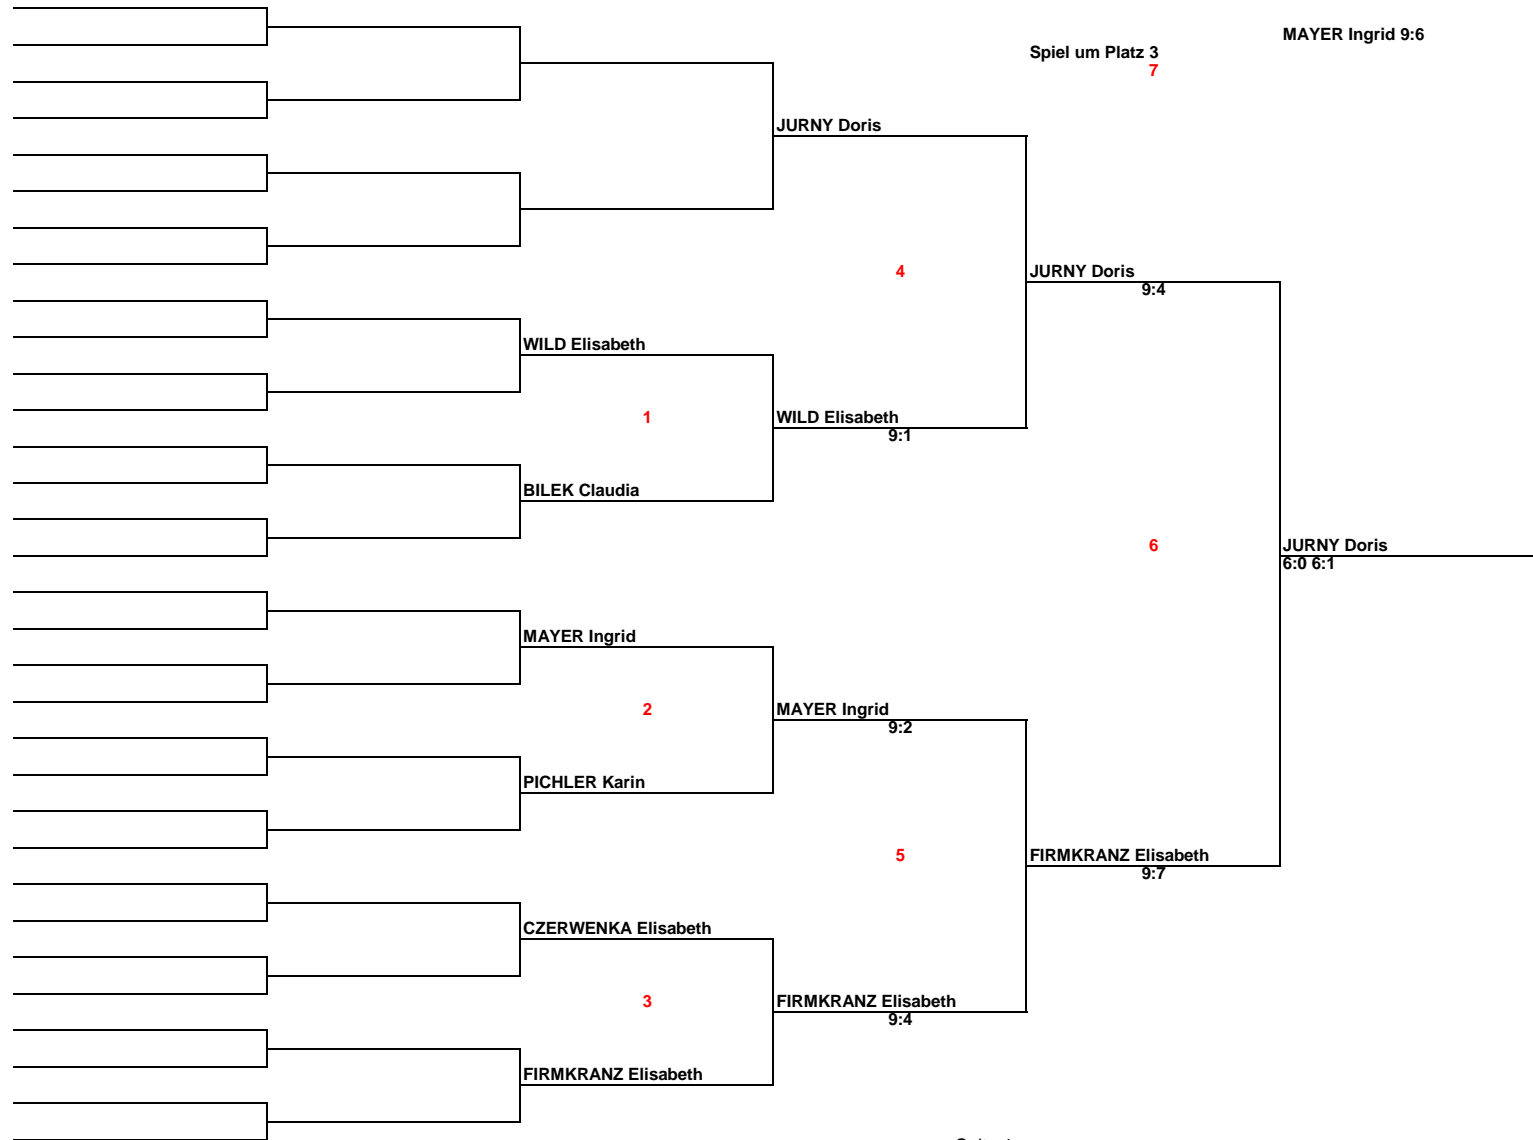 MAYER Ingrid 9:6
Spiel um Platz 3
7
JURNY Doris
4
JURNY Doris
9:4
WILD Elisabeth
1
WILD Elisabeth
9:1
BILEK Claudia
6
JURNY Doris
6:0 6:1
MAYER Ingrid
2
MAYER Ingrid
9:2
PICHLER Karin
5
FIRMKRANZ Elisabeth
9:7
CZERWENKA Elisabeth
3
FIRMKRANZ Elisabeth
9:4
FIRMKRANZ Elisabeth